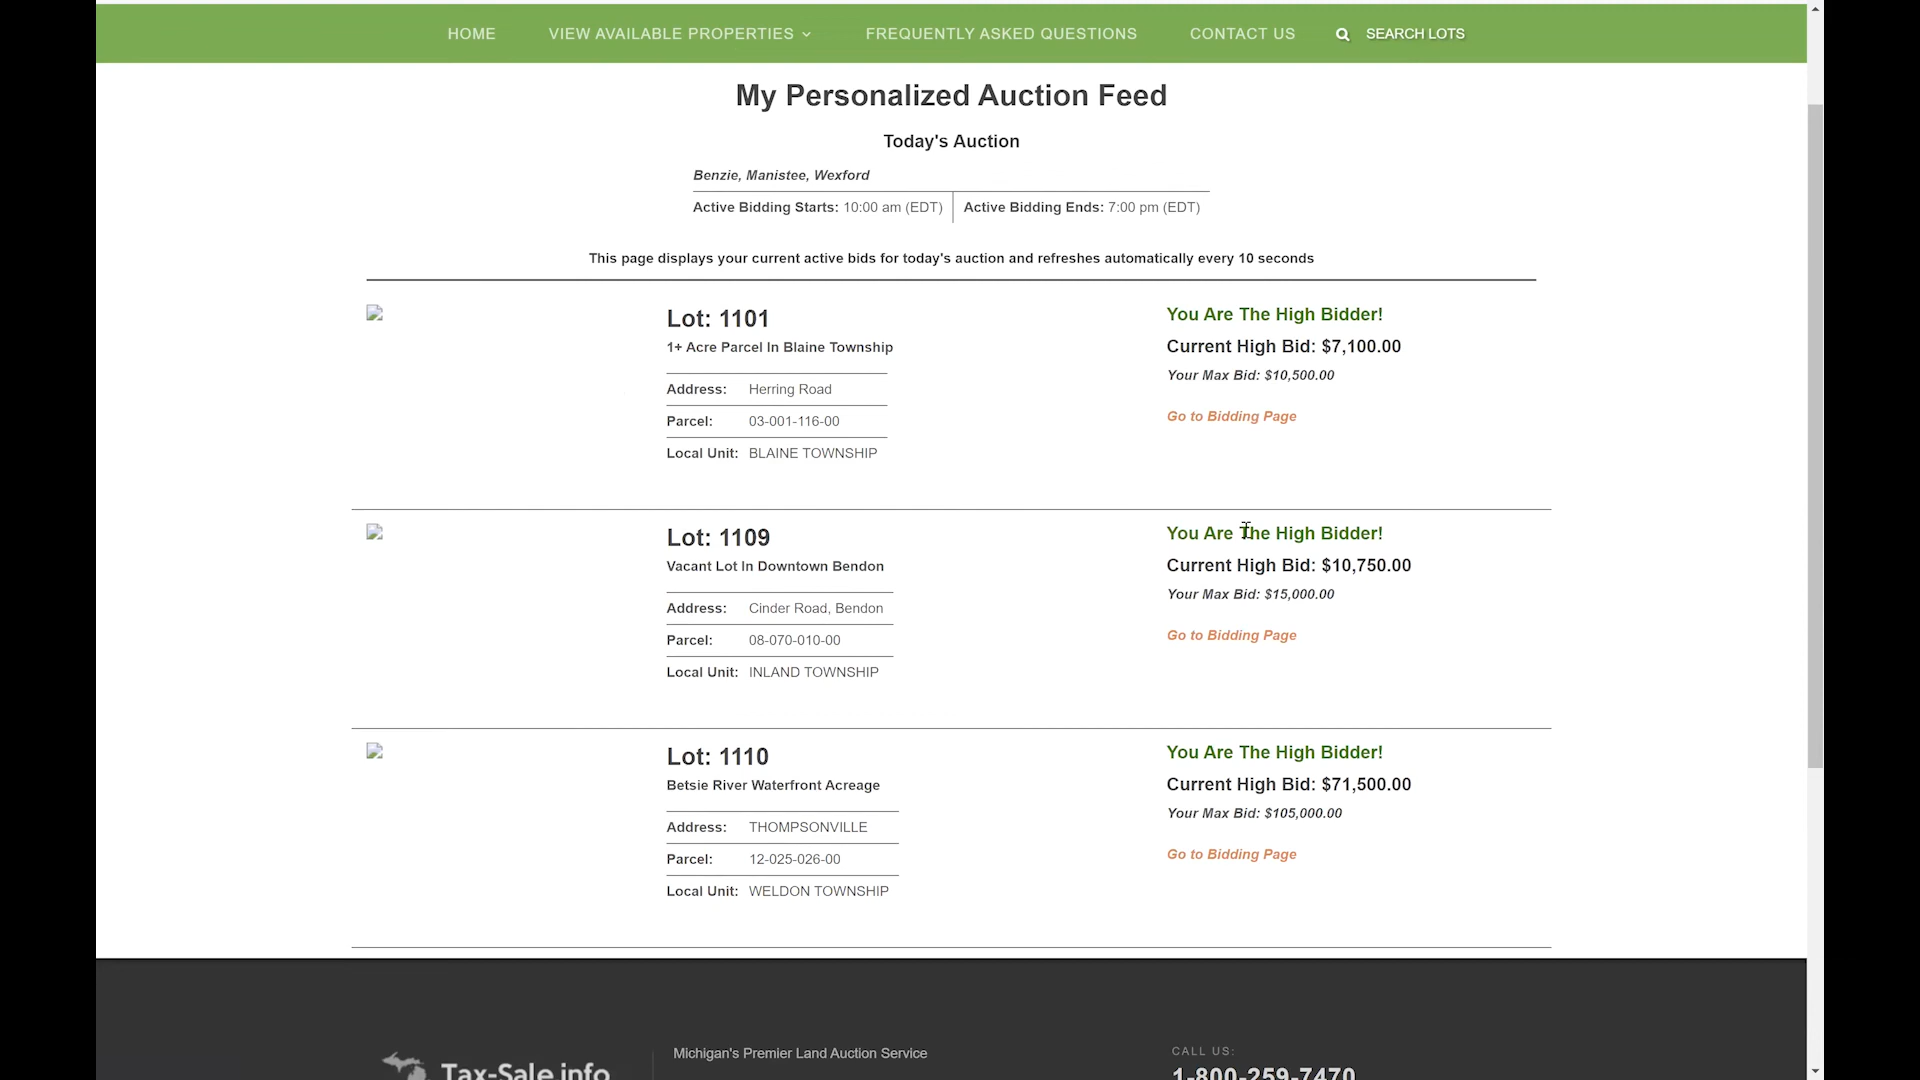 HOME VIEW AVAILABLE PROPERTIES FREQUENTLY ASKED QUESTIONS CONTACT US SEARCH LOTS
My Personalized Auction Feed
Today's Auction
Benzie, Manistee, Wexford
Active Bidding Starts: 10:00 am (EDT) Active Bidding Ends: 7:00 pm (EDT)
This page displays your current active bids for today's auction and refreshes automatically every 10 seconds
Lot: 1101
1+ Acre Parcel In Blaine Township
Address: Herring Road
Parcel: 03-001-116-00
Local Unit: BLAINE TOWNSHIP
You Are The High Bidder!
Current High Bid: $7,100.00
Your Max Bid: $10,500.00
Go to Bidding Page
Lot: 1109
Vacant Lot In Downtown Bendon
Address: Cinder Road, Bendon
Parcel: 08-070-010-00
Local Unit: INLAND TOWNSHIP
You Are The High Bidder!
Current High Bid: $10,750.00
Your Max Bid: $15,000.00
Go to Bidding Page
Lot: 1110
Betsie River Waterfront Acreage
Address: THOMPSONVILLE
Parcel: 12-025-026-00
Local Unit: WELDON TOWNSHIP
You Are The High Bidder!
Current High Bid: $71,500.00
Your Max Bid: $105,000.00
Go to Bidding Page
Tax-Sale.info
Michigan's Premier Land Auction Service
CALL US:
1-800-259-7470